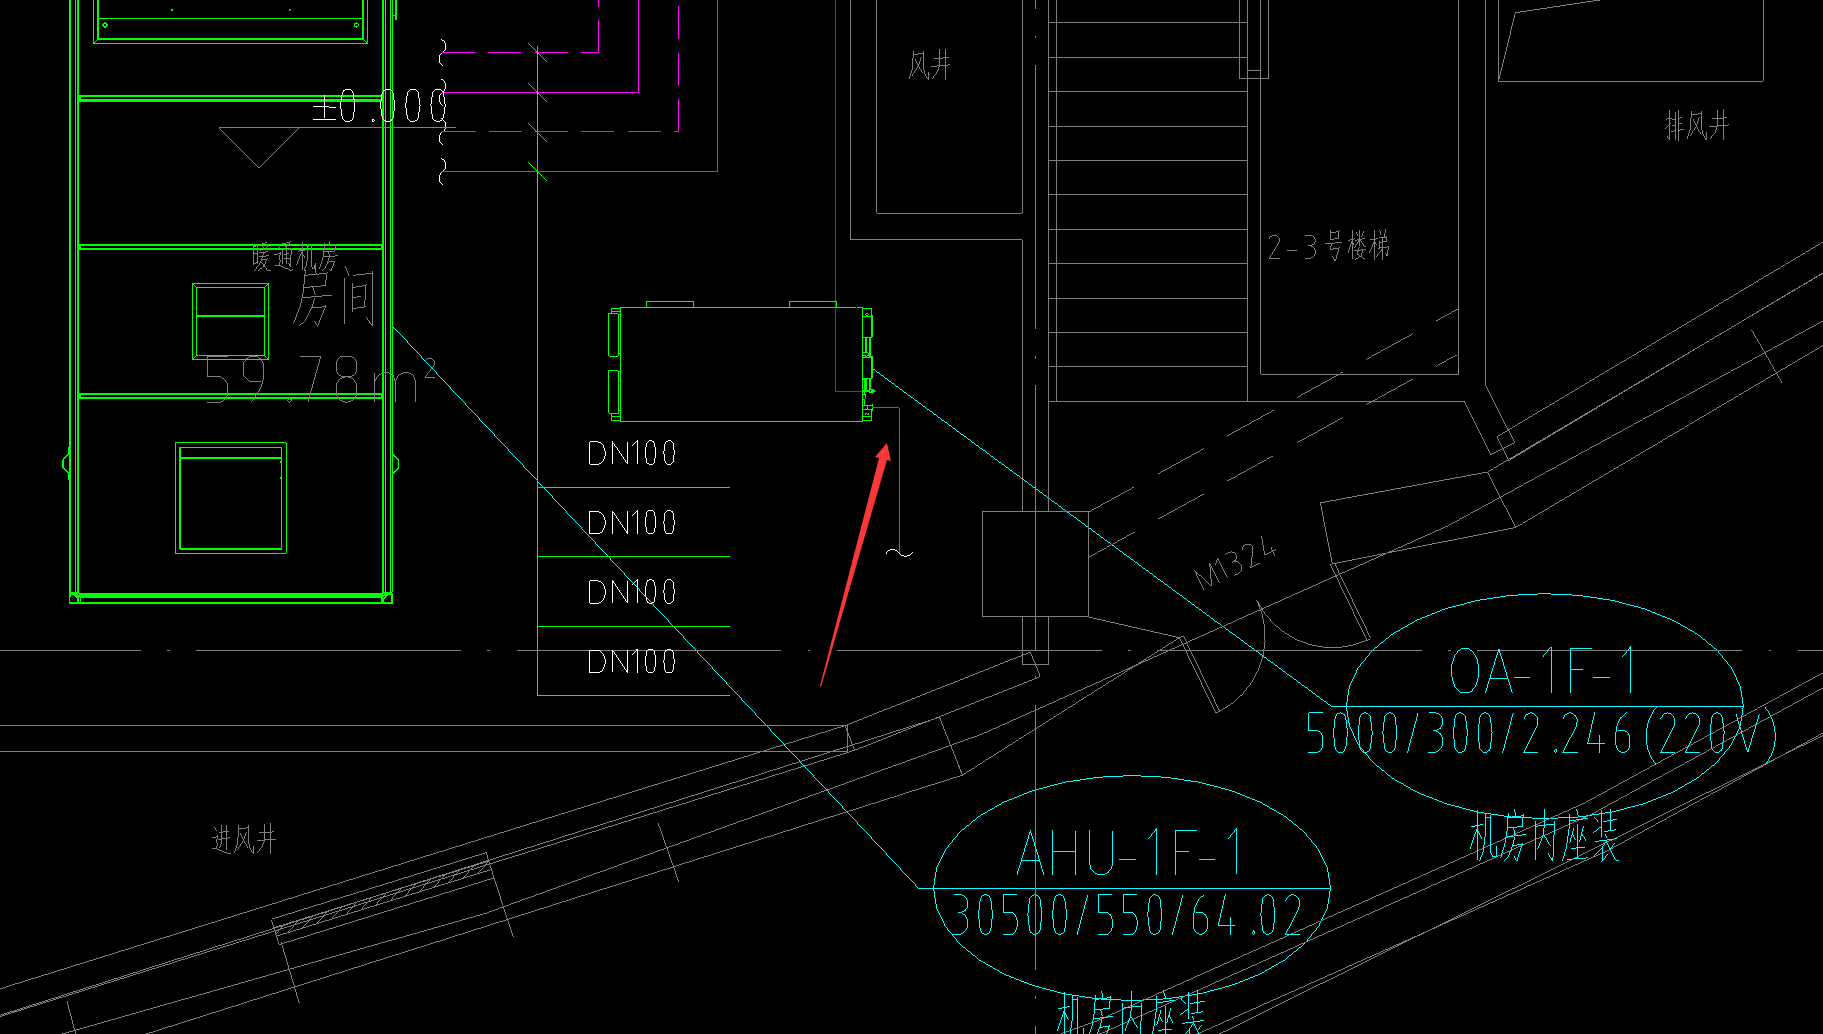 风井
±0.000
排风井
2-3号楼梯
暖通机房
房间
59.78m²
DN100
DN100
DN100
DN100
M1324
OA-1F-1
5000/300/2.246(220V)
机房内座装
进风井
AHU-1F-1
30500/550/64.02
机房内座装